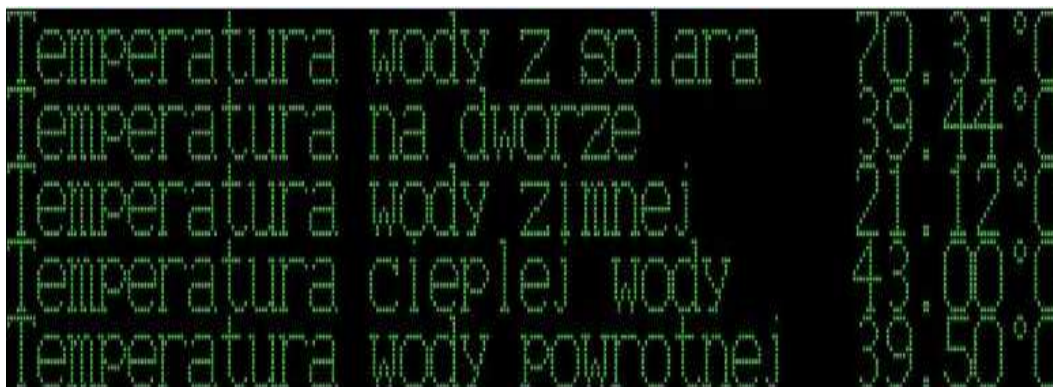 Temperatura wody z solara 70.31°C
Temperatura na dworze 39.44°C
Temperatura wody zimnej 21.12°C
Temperatura cieplej wody 43.00°C
Temperatura wody powrotnej 39.50°C